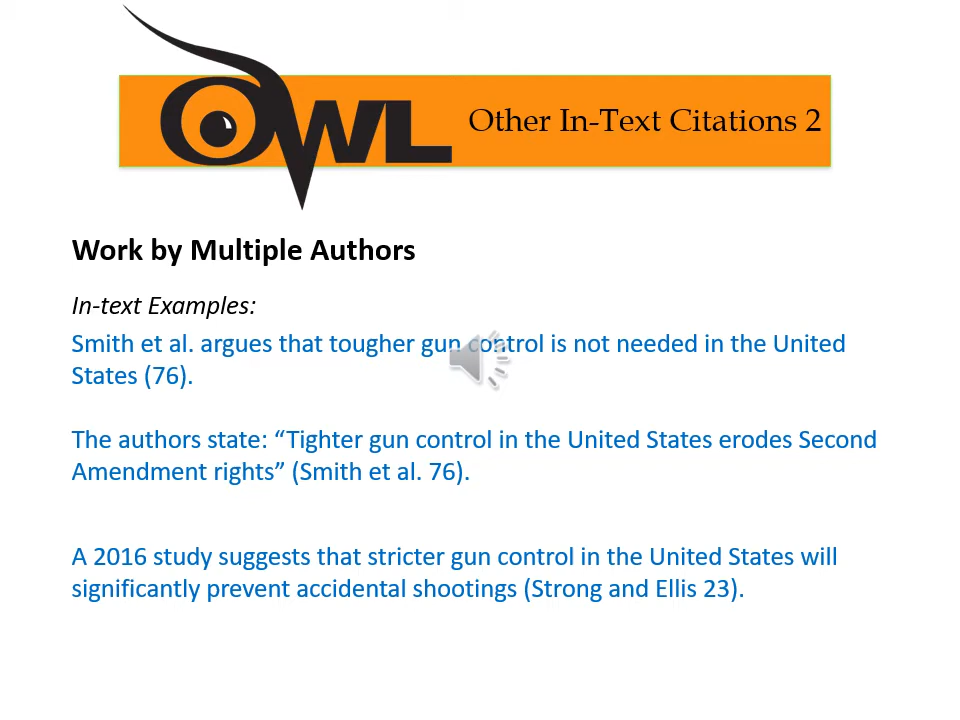 OWL
Other In-Text Citations 2
Work by Multiple Authors
In-text Examples:
Smith et al. argues that tougher gun control is not needed in the United
States (76).
The authors state: “Tighter gun control in the United States erodes Second
Amendment rights” (Smith et al. 76).
A 2016 study suggests that stricter gun control in the United States will
significantly prevent accidental shootings (Strong and Ellis 23).